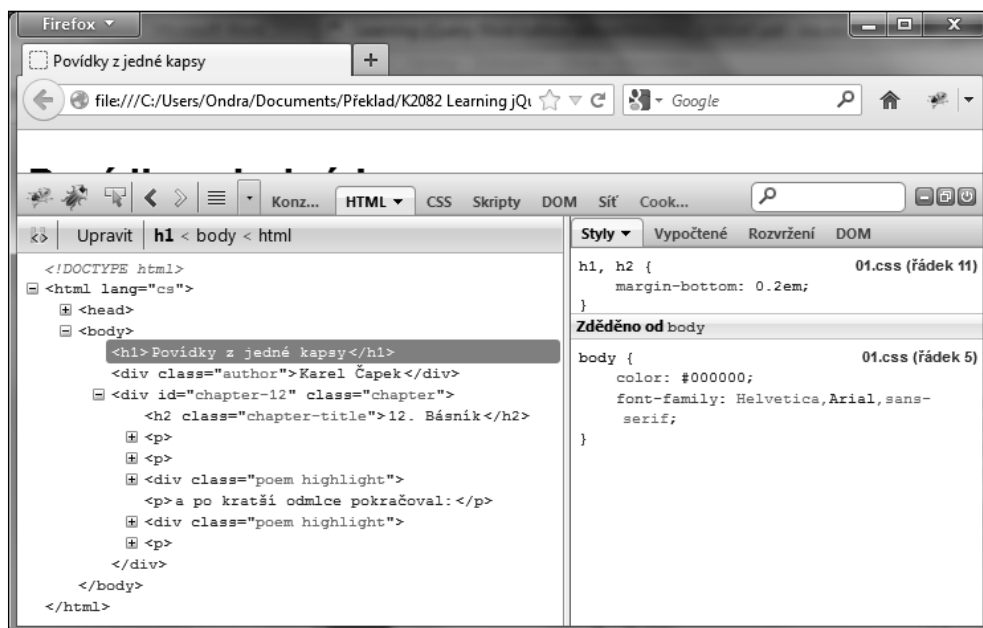 Firefox
Povídky z jedné kapsy
file:///C:/Users/Ondra/Documents/Překlad/K2082 Learning jQu
Google
Konz... HTML CSS Skripty DOM Síť Cook...
Upravit h1 < body < html
Styly Vypočtené Rozvržení DOM
<!DOCTYPE html>
<html lang="cs">
<head>
<body>
<h1>Povídky z jedné kapsy</h1>
<div class="author">Karel Čapek</div>
<div id="chapter-12" class="chapter">
<h2 class="chapter-title">12. Básník</h2>
<p>
<p>
<div class="poem highlight">
<p>a po kratší odmlce pokračoval:</p>
<div class="poem highlight">
<p>
</div>
</body>
</html>
h1, h2 { 01.css (řádek 11)
margin-bottom: 0.2em;
}
Zděděno od body
body { 01.css (řádek 5)
color: #000000;
font-family: Helvetica,Arial,sans-
serif;
}